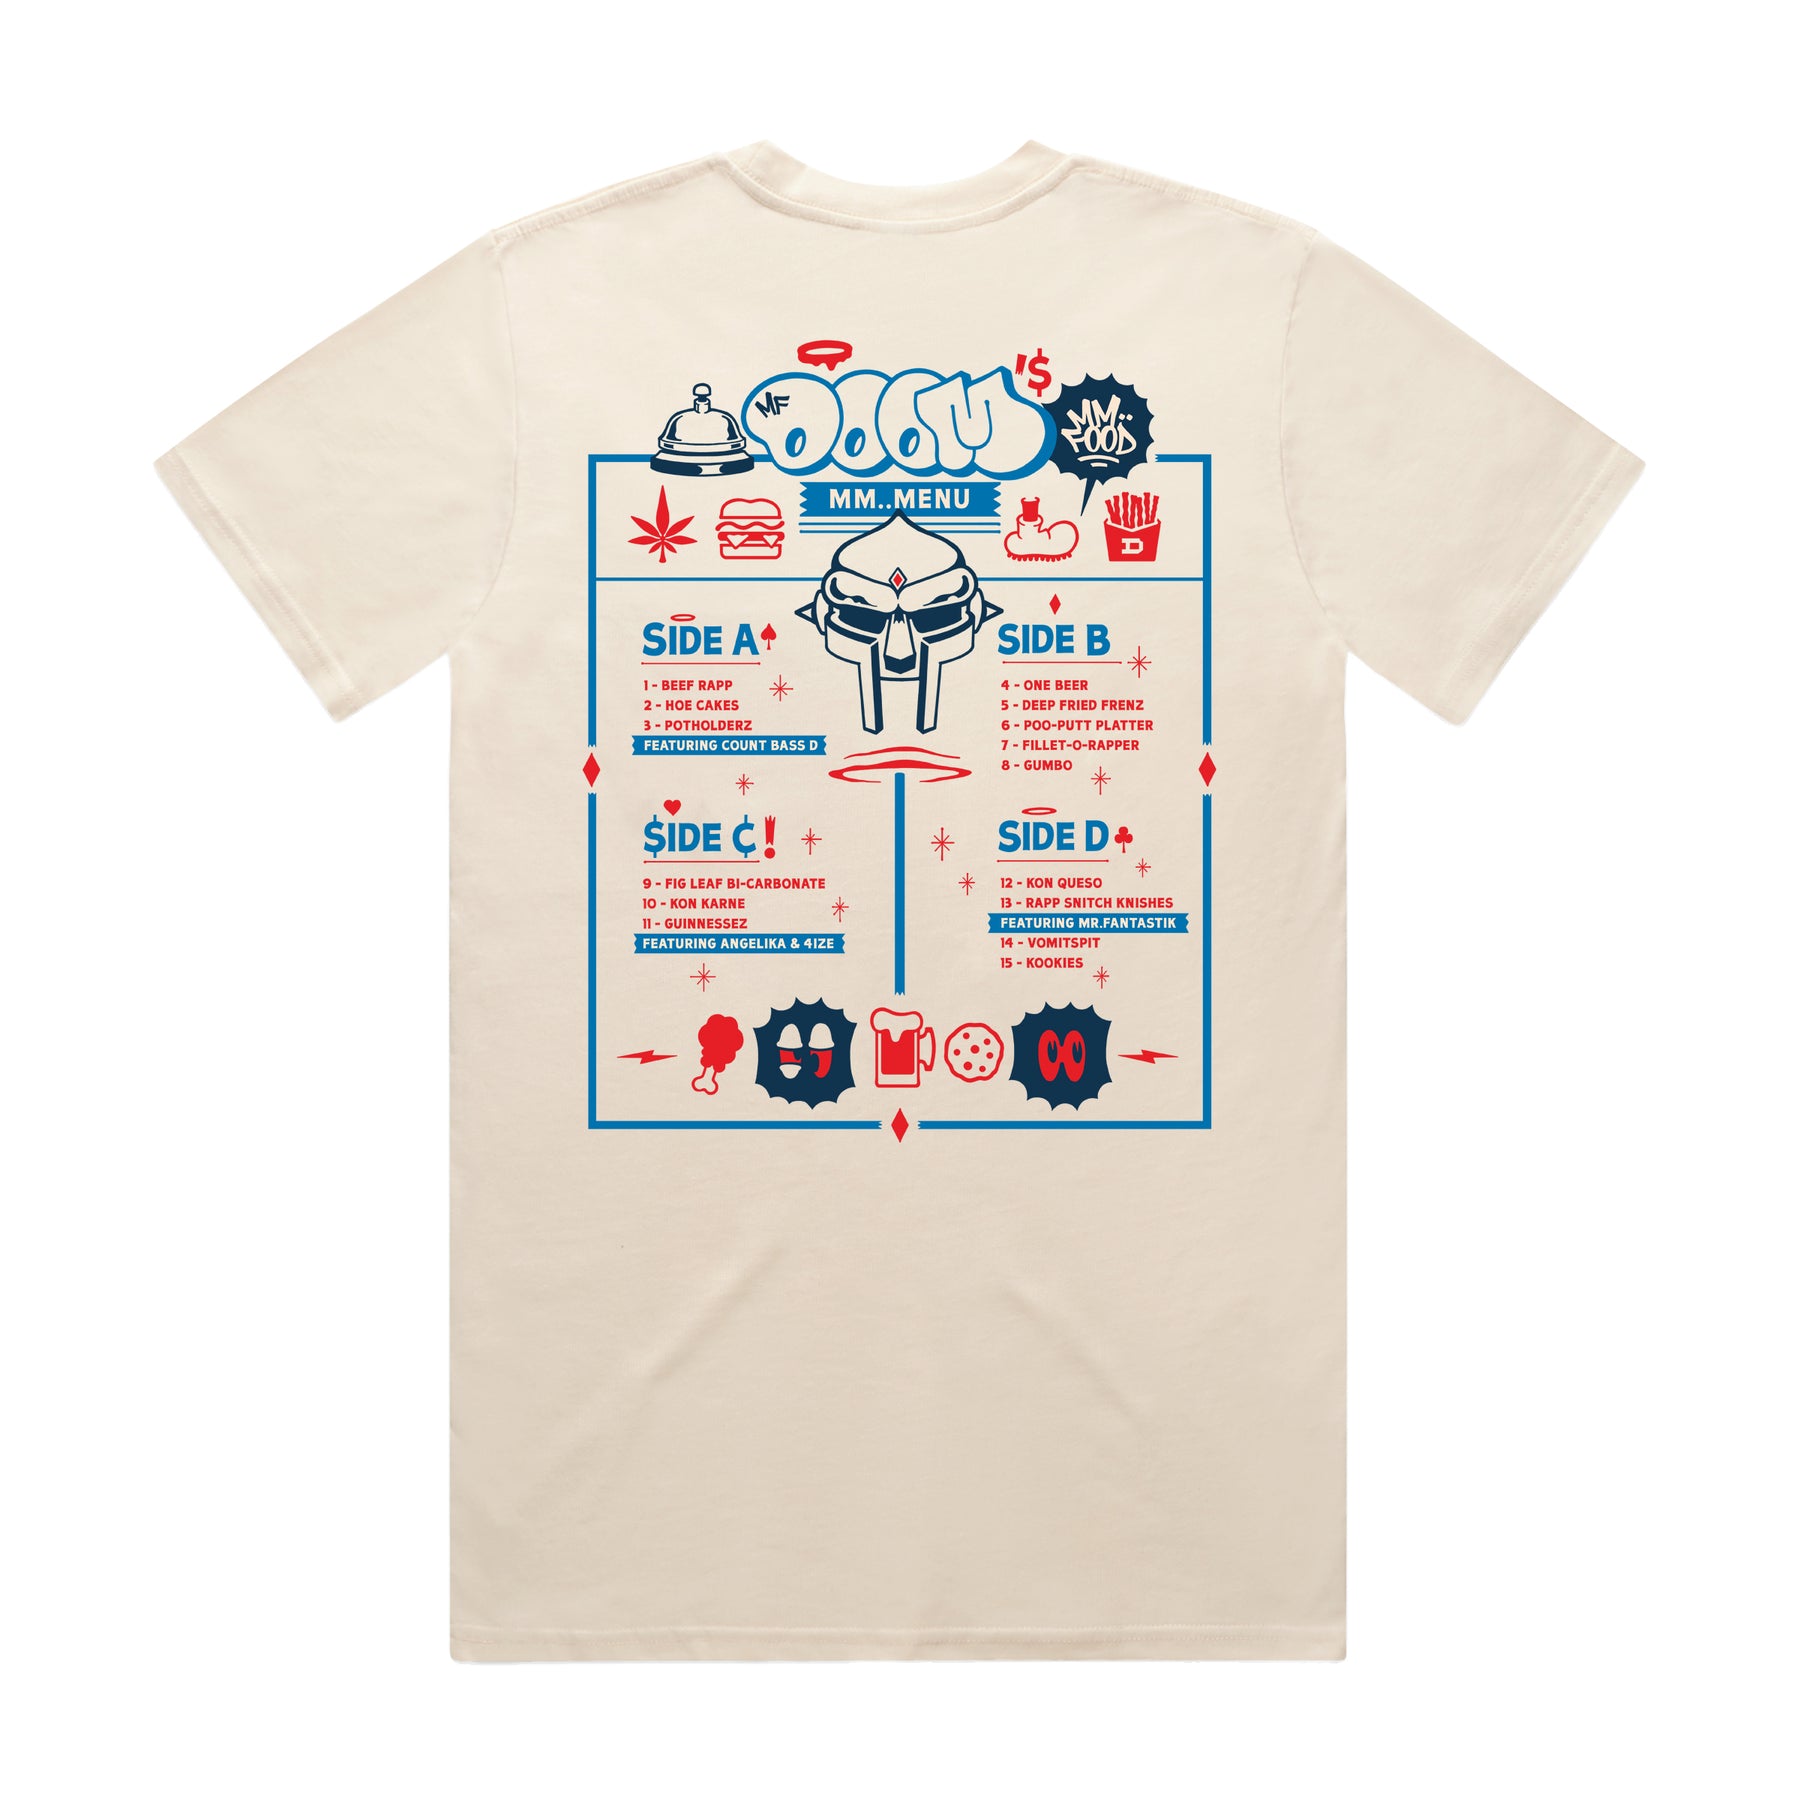 MF DOOM'$
MM..FOOD
MM..MENU
D
SIDE A
1 - BEEF RAPP
2 - HOE CAKES
3 - POTHOLDERZ
FEATURING COUNT BASS D
SIDE B
4 - ONE BEER
5 - DEEP FRIED FRENZ
6 - POO-PUTT PLATTER
7 - FILLET-O-RAPPER
8 - GUMBO
$IDE ₵!
9 - FIG LEAF BI-CARBONATE
10 - KON KARNE
11 - GUINNESSEZ
FEATURING ANGELIKA & 4IZE
SIDE D
12 - KON QUESO
13 - RAPP SNITCH KNISHES
FEATURING MR.FANTASTIK
14 - VOMITSPIT
15 - KOOKIES